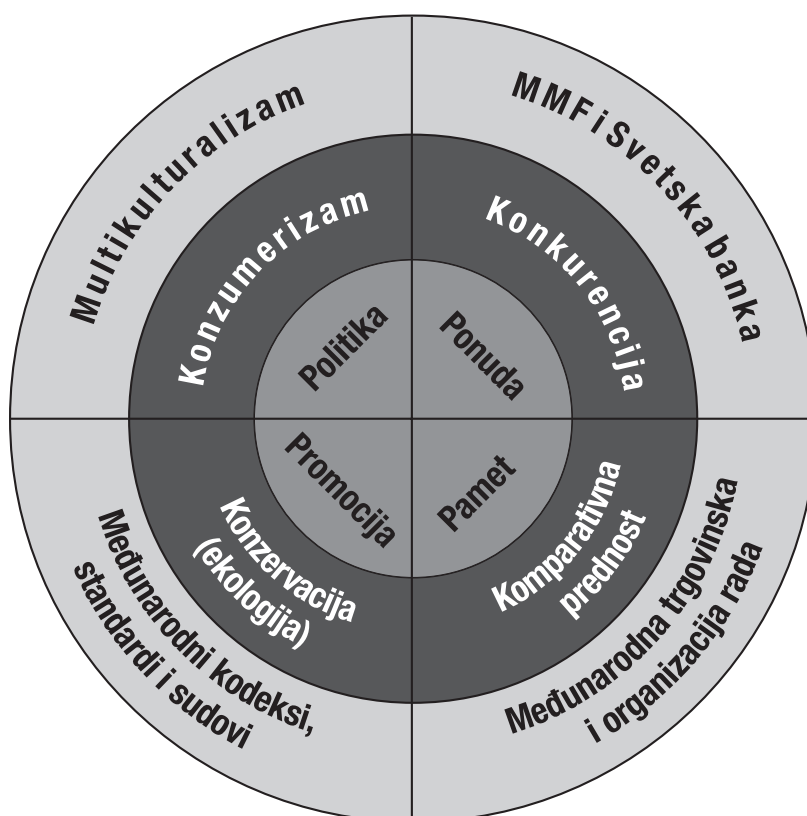 Multikulturalizam
MMF i Svetska banka
Konzumerizam
Konkurencija
Politika
Ponuda
Promocija
Pamet
Konzervacija
(ekologija)
Komparativna
prednost
Međunarodni kodeksi,
standardi i sudovi
Međunarodna trgovinska
i organizacija rada